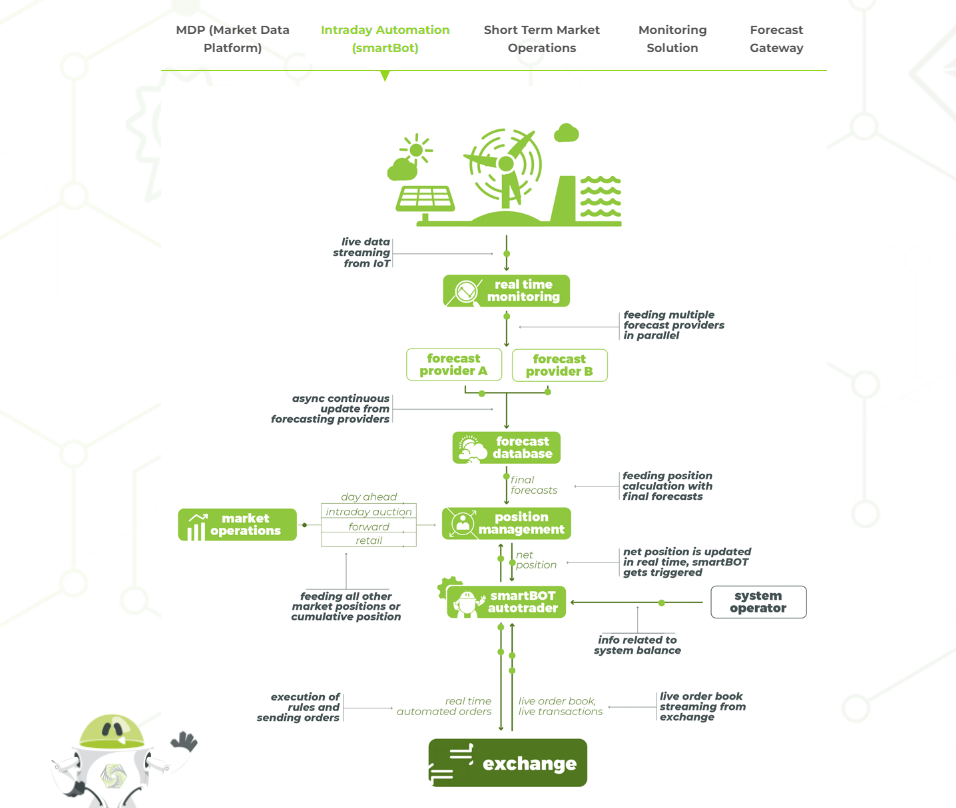 MDP (Market Data
Platform)
Intraday Automation
(smartBot)
Short Term Market
Operations
Monitoring
Solution
Forecast
Gateway
live data
streaming
from IoT
real time
monitoring
feeding multiple
forecast providers
in parallel
forecast
provider A
forecast
provider B
async continuous
update from
forecasting providers
forecast
database
final
forecasts
feeding position
calculation with
final forecasts
market
operations
day ahead
intraday auction
forward
retail
position
management
feeding all other
market positions or
cumulative position
net
position
net position is updated
in real time, smartBOT
gets triggered
smartBOT
autotrader
system
operator
info related to
system balance
execution of
rules and
sending orders
real time
automated orders
live order book,
live transactions
live order book
streaming from
exchange
exchange